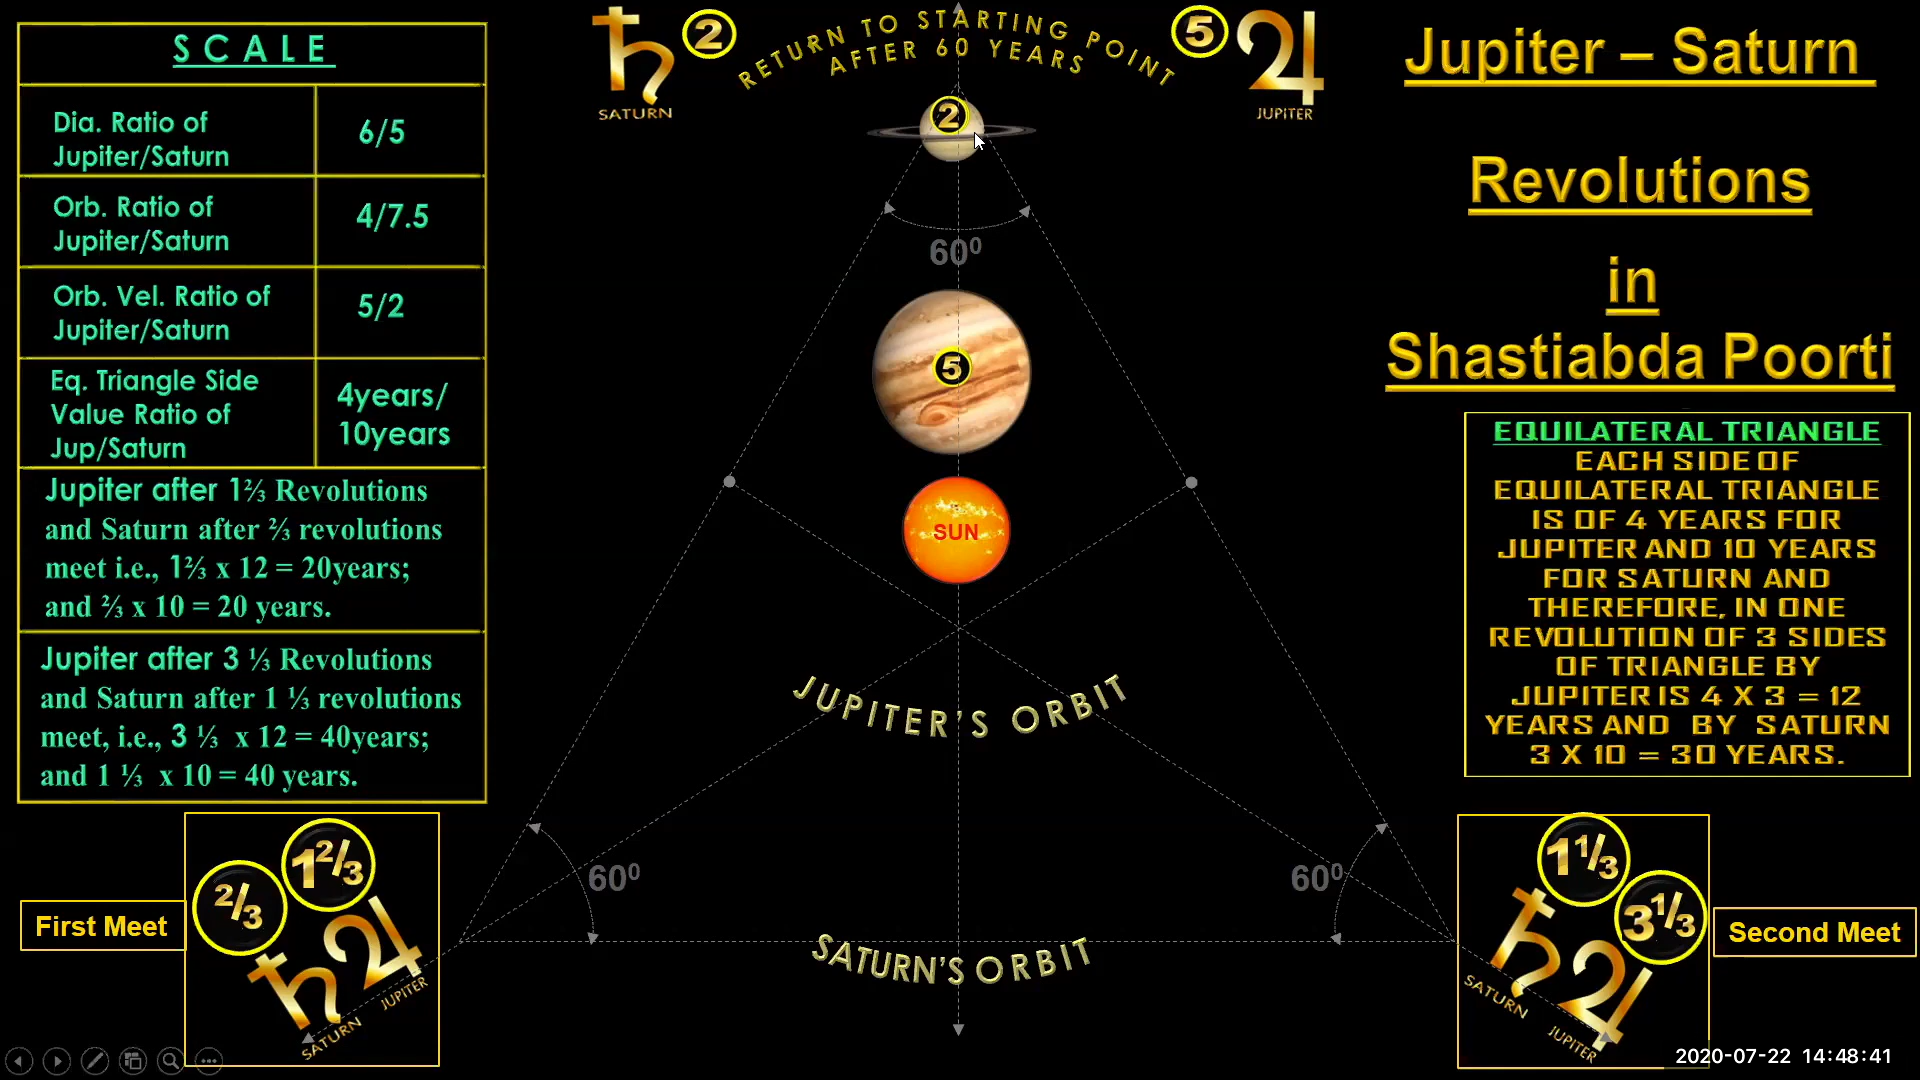 SCALE
Dia. Ratio of
Jupiter/Saturn
6/5
Orb. Ratio of
Jupiter/Saturn
4/7.5
Orb. Vel. Ratio of
Jupiter/Saturn
5/2
Eq. Triangle Side
Value Ratio of
Jup/Saturn
4years/
10years
Jupiter after 1⅔ Revolutions
and Saturn after ⅔ revolutions
meet i.e., 1⅔ x 12 = 20years;
and ⅔ x 10 = 20 years.
Jupiter after 3 ⅓ Revolutions
and Saturn after 1 ⅓ revolutions
meet, i.e., 3 ⅓ x 12 = 40years;
and 1 ⅓ x 10 = 40 years.
First Meet
⅔
1⅔
SATURN
JUPITER
SATURN
2
RETURN TO STARTING POINT
AFTER 60 YEARS
5
JUPITER
2
60⁰
5
SUN
JUPITER'S ORBIT
60⁰
60⁰
SATURN'S ORBIT
Jupiter – Saturn
Revolutions
in
Shastiabda Poorti
EQUILATERAL TRIANGLE
EACH SIDE OF
EQUILATERAL TRIANGLE
IS OF 4 YEARS FOR
JUPITER AND 10 YEARS
FOR SATURN AND
THEREFORE, IN ONE
REVOLUTION OF 3 SIDES
OF TRIANGLE BY
JUPITER IS 4 X 3 = 12
YEARS AND BY SATURN
3 X 10 = 30 YEARS.
1⅓
3⅓
SATURN
JUPITER
Second Meet
2020-07-22 14:48:41